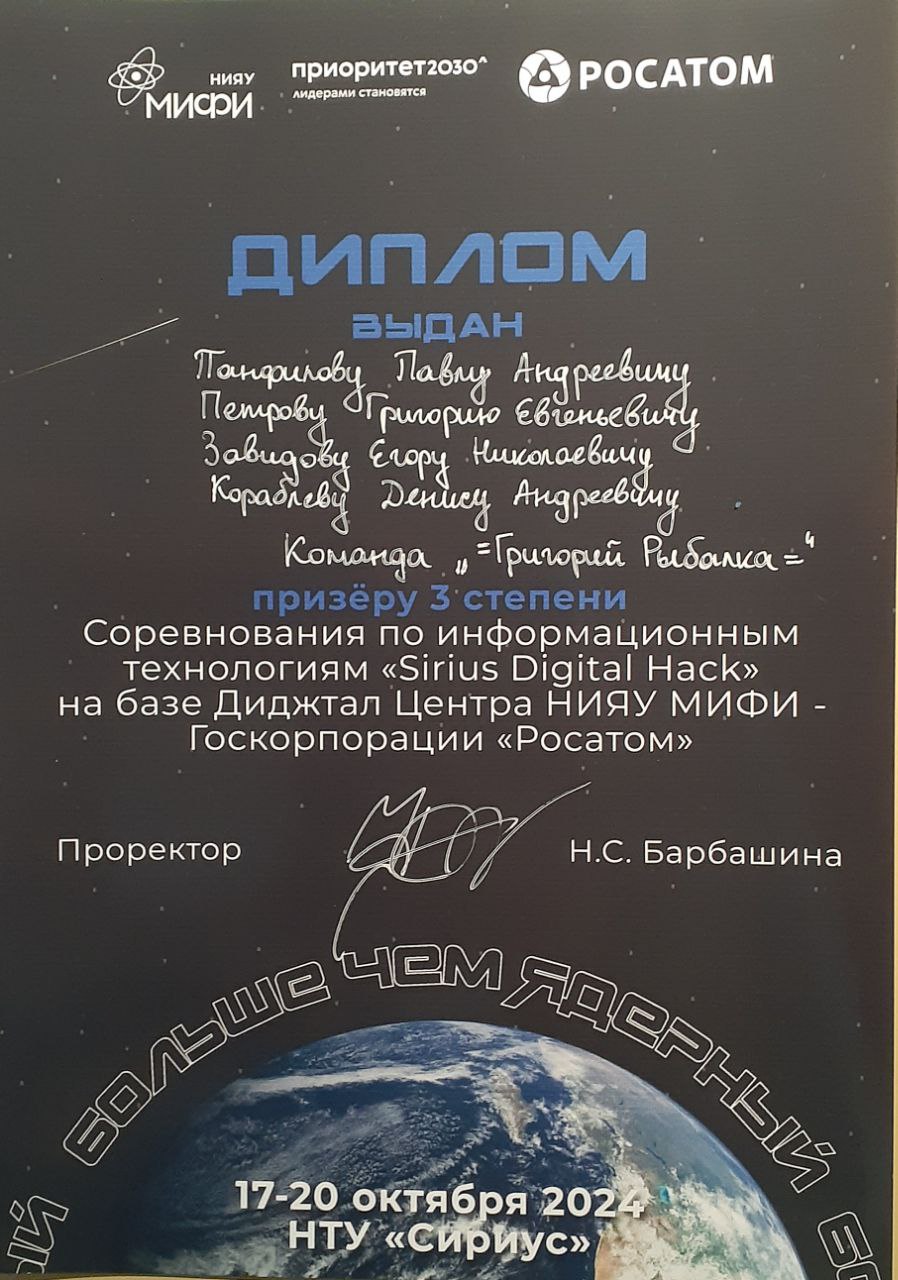 НИЯУ
МИФИ
приоритет2030^
лидерами становятся
РОСАТОМ
ДИПЛОМ
ВЫДАН
Панфилову Павлу Андреевичу
Петрову Григорию Евгеньевичу
Завидову Егору Николаевичу
Кораблеву Денису Андреевичу
Команда „=Григорий Рыбалка=“
призёру 3 степени
Соревнования по информационным
технологиям «Sirius Digital Hack»
на базе Диджтал Центра НИЯУ МИФИ -
Госкорпорации «Росатом»
Проректор
Н.С. Барбашина
БОЛЬШЕ ЧЕМ ЯДЕРНЫЙ
17-20 октября 2024
НТУ «Сириус»